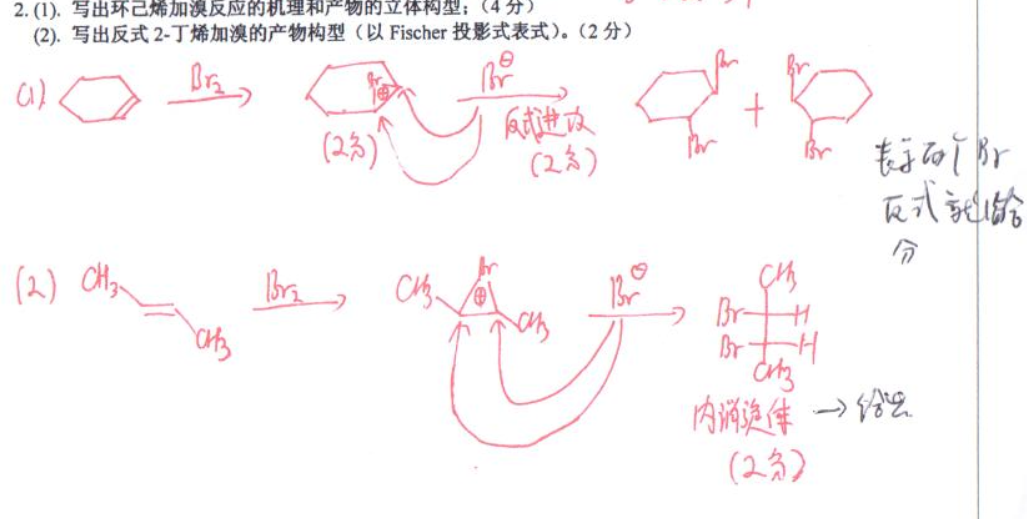 2. (1). 写出环己烯加溴反应的机理和产物的立体构型;(4 分)
(2). 写出反式 2-丁烯加溴的产物构型(以 Fischer 投影式表式)。(2 分)
(1) Br₂ Br ⊕ Br⊖ Br + Br
(2分) 反式进攻 Br Br
(2分)
表示两个 Br
反式就给
分
(2) CH₃ CH₃ Br₂ CH₃ Br ⊕ CH₃ Br⊖ CH₃
Br H
Br H
CH₃
内消旋体 →
(2分)